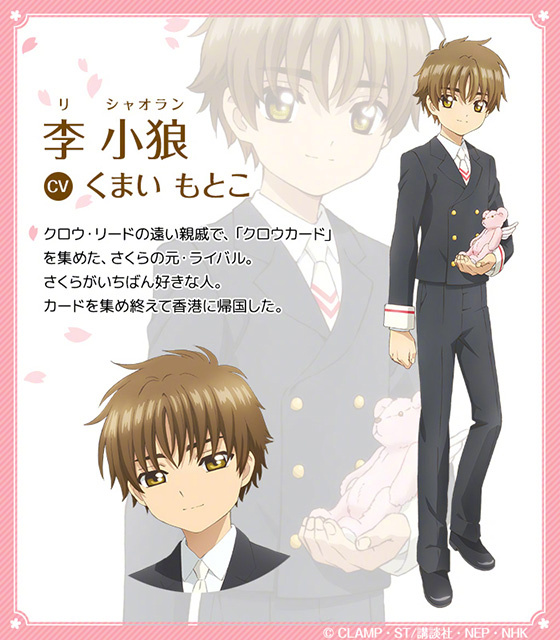 リ シャオラン
李 小狼
CV くまい もとこ
クロウ・リードの遠い親戚で、「クロウカード」
を集めた、さくらの元・ライバル。
さくらがいちばん好きな人。
カードを集め終えて香港に帰国した。
© CLAMP・ST/講談社・NEP・NHK